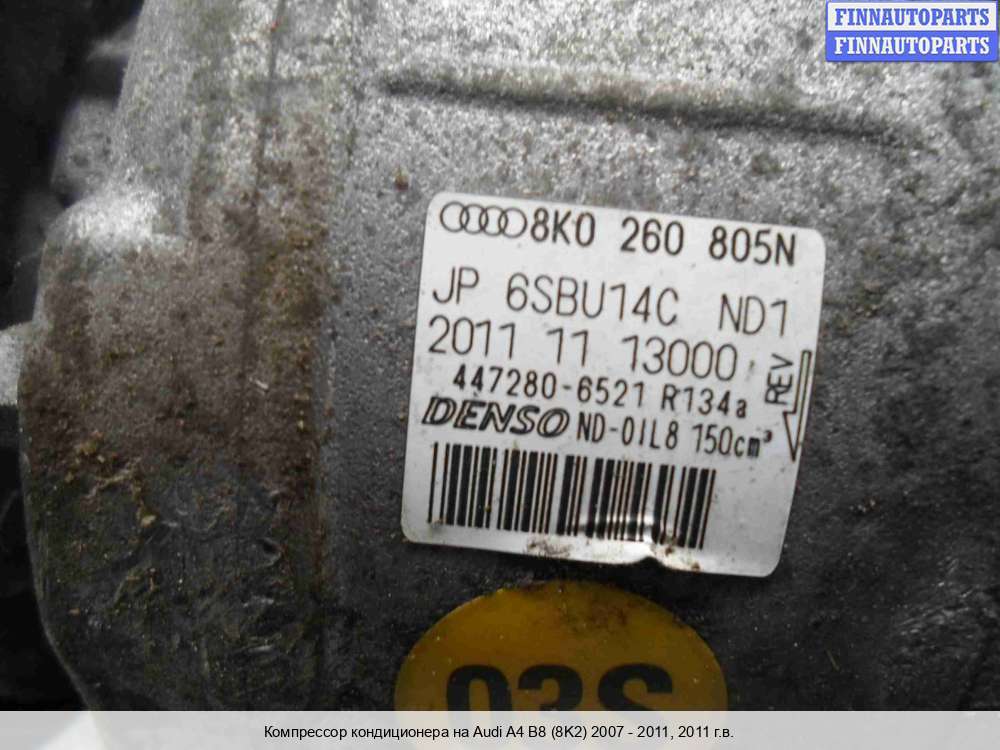 FINNAUTOPARTS
FINNAUTOPARTS
8K0 260 805N
JP 6SBU14C ND1
2011 11 13000
REV
447280-6521 R134a
DENSO ND-OIL8 150cm³
03S
Компрессор кондиционера на Audi A4 B8 (8K2) 2007 - 2011, 2011 г.в.